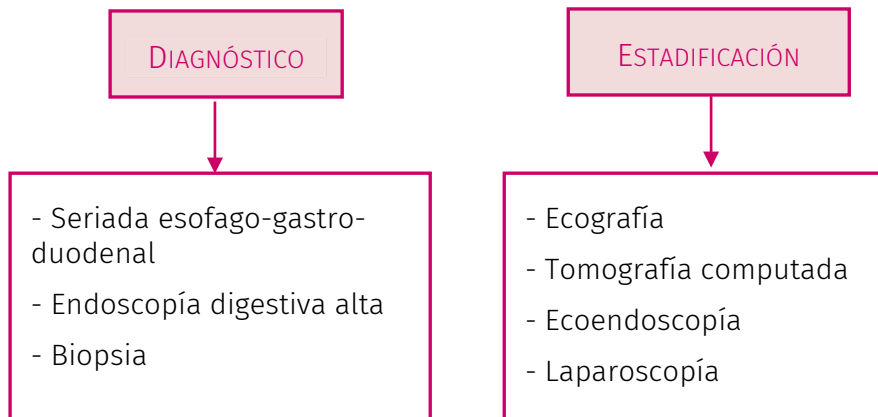 DIAGNÓSTICO
- Seriada esofago-gastro-
duodenal
- Endoscopía digestiva alta
- Biopsia
ESTADIFICACIÓN
- Ecografía
- Tomografía computada
- Ecoendoscopía
- Laparoscopía